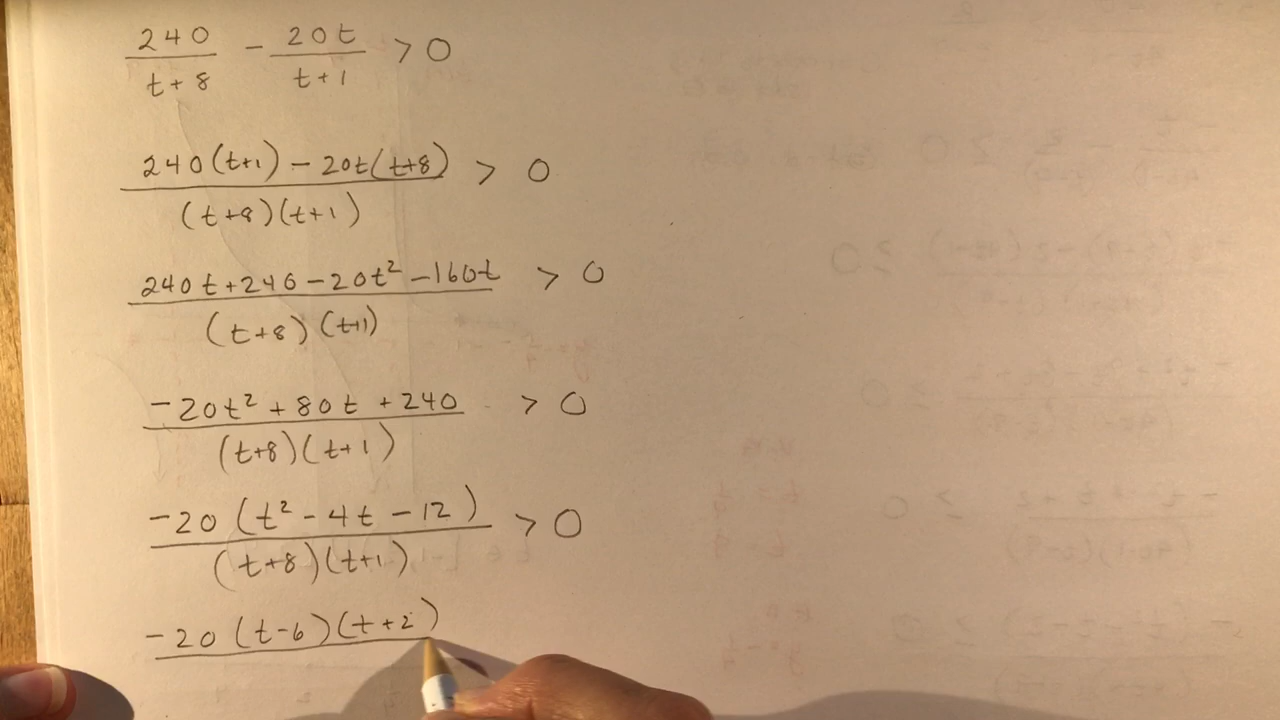 240/(t+8) - 20t/(t+1) > 0
240(t+1) - 20t(t+8) / (t+8)(t+1) > 0
240t+240-20t²-160t / (t+8)(t+1) > 0
-20t²+80t+240 / (t+8)(t+1) > 0
-20(t²-4t-12) / (t+8)(t+1) > 0
-20(t-6)(t+2)